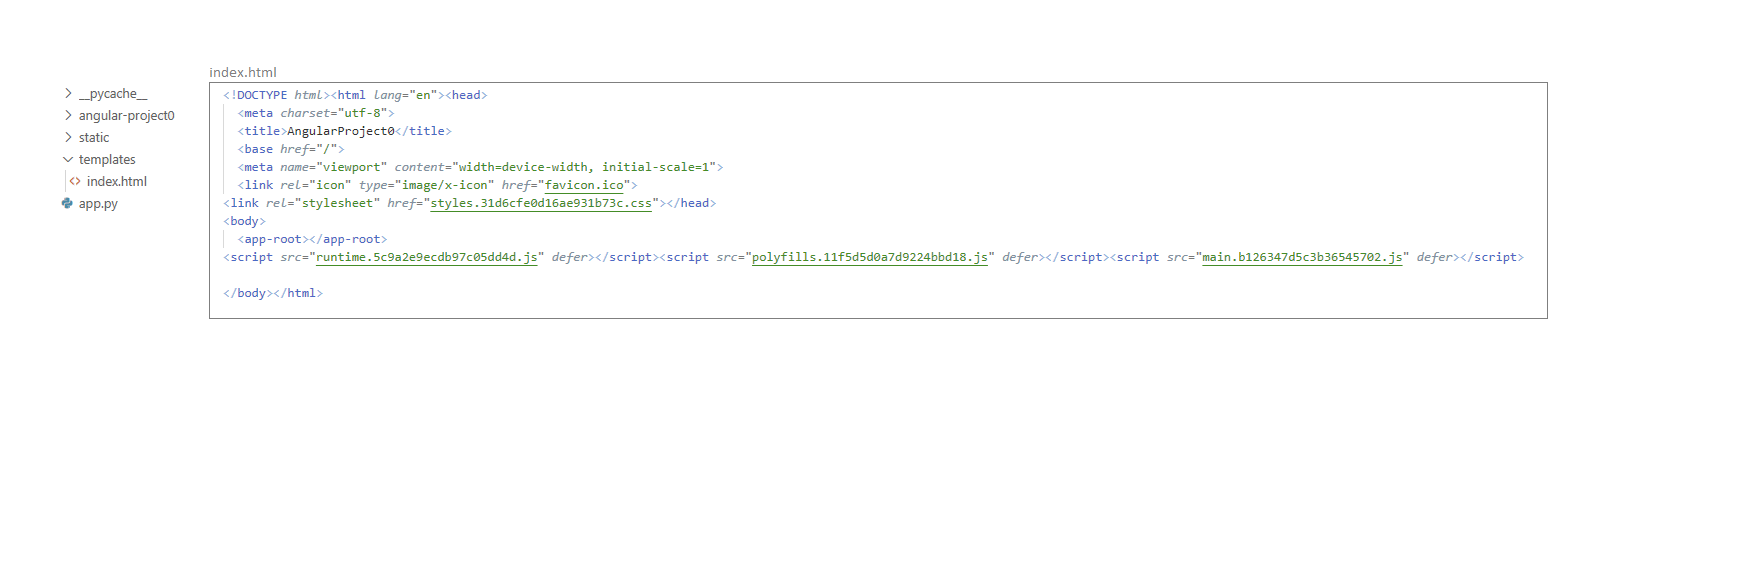 __pycache__
angular-project0
static
templates
index.html
app.py
index.html
<!DOCTYPE html><html lang="en"><head>
<meta charset="utf-8">
<title>AngularProject0</title>
<base href="/">
<meta name="viewport" content="width=device-width, initial-scale=1">
<link rel="icon" type="image/x-icon" href="favicon.ico">
<link rel="stylesheet" href="styles.31d6cfe0d16ae931b73c.css"></head>
<body>
<app-root></app-root>
<script src="runtime.5c9a2e9ecdb97c05dd4d.js" defer></script><script src="polyfills.11f5d5d0a7d9224bbd18.js" defer></script><script src="main.b126347d5c3b36545702.js" defer></script>
</body></html>